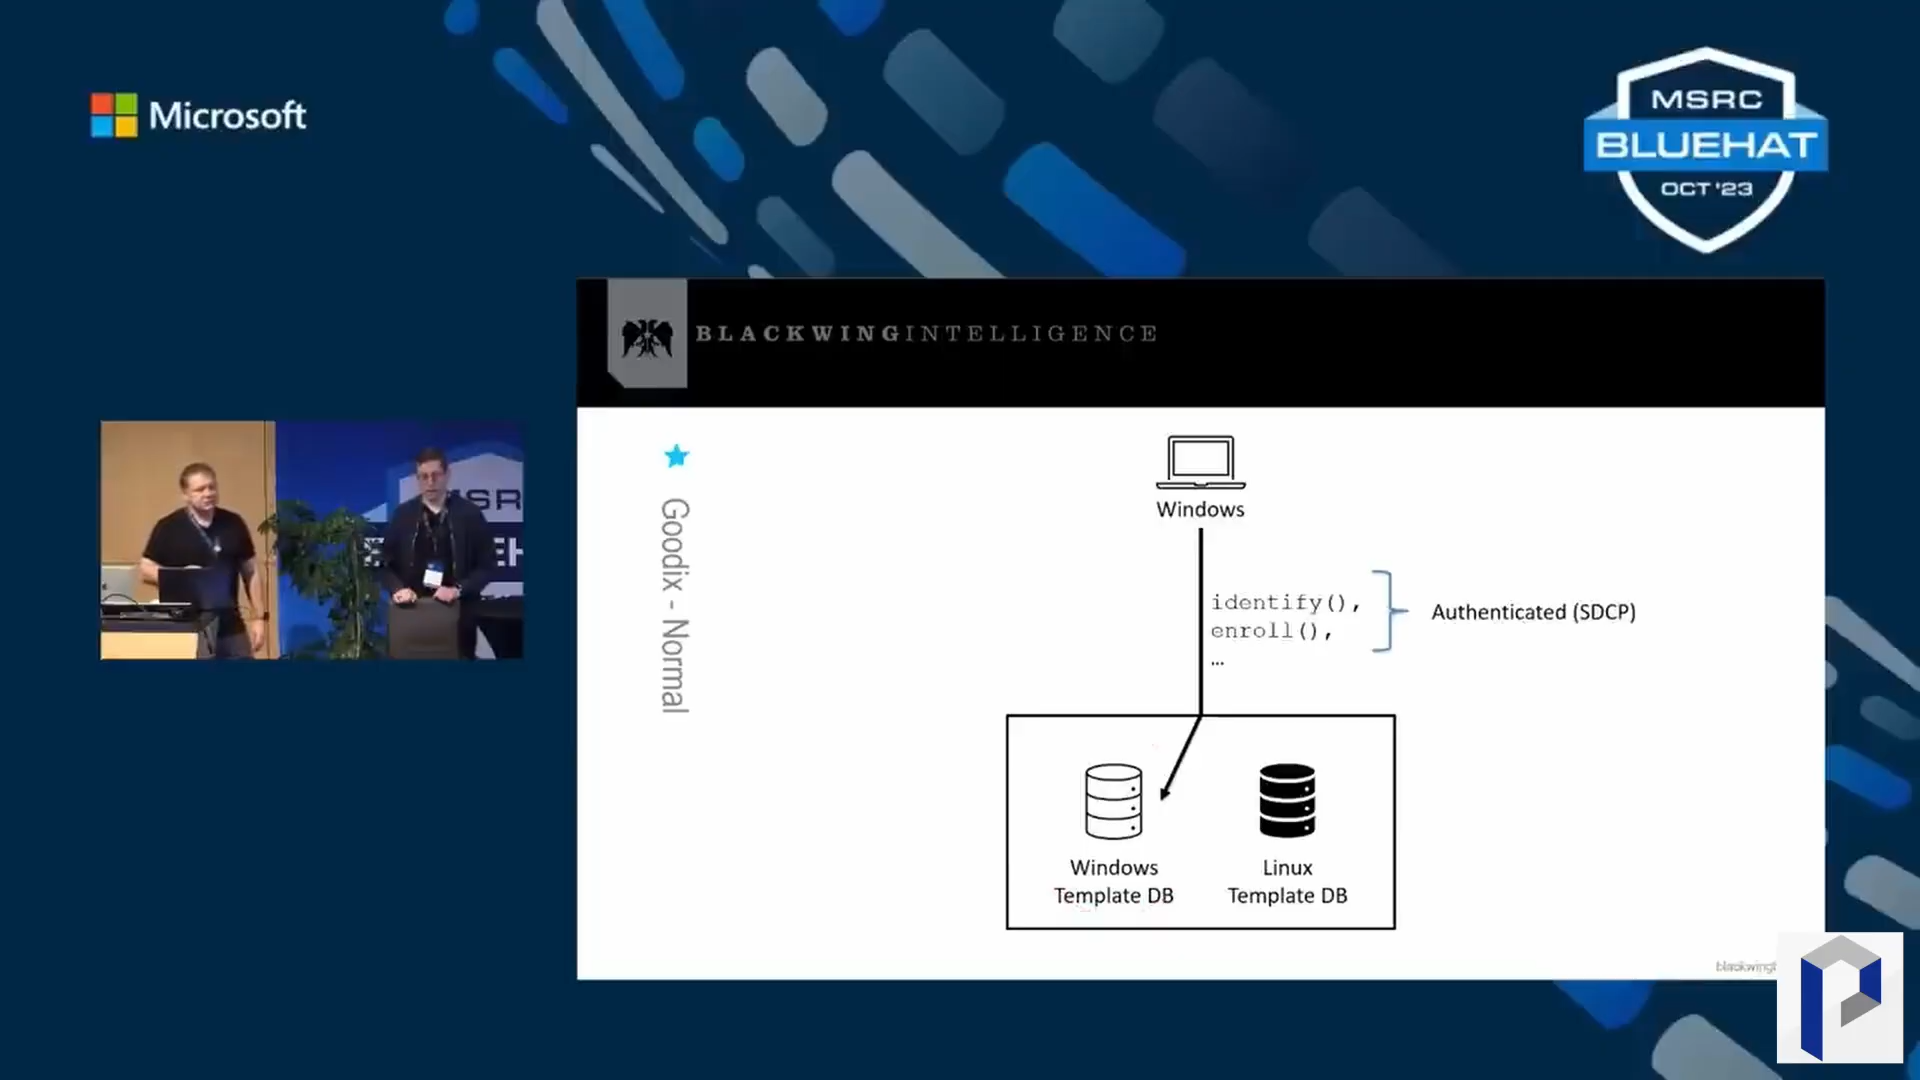 Microsoft
MSRC
BLUEHAT
OCT '23
BLACKWINGINTELLIGENCE
Goodix - Normal
Windows
identify(),
enroll(),
...
Authenticated (SDCP)
Windows
Template DB
Linux
Template DB
MSR